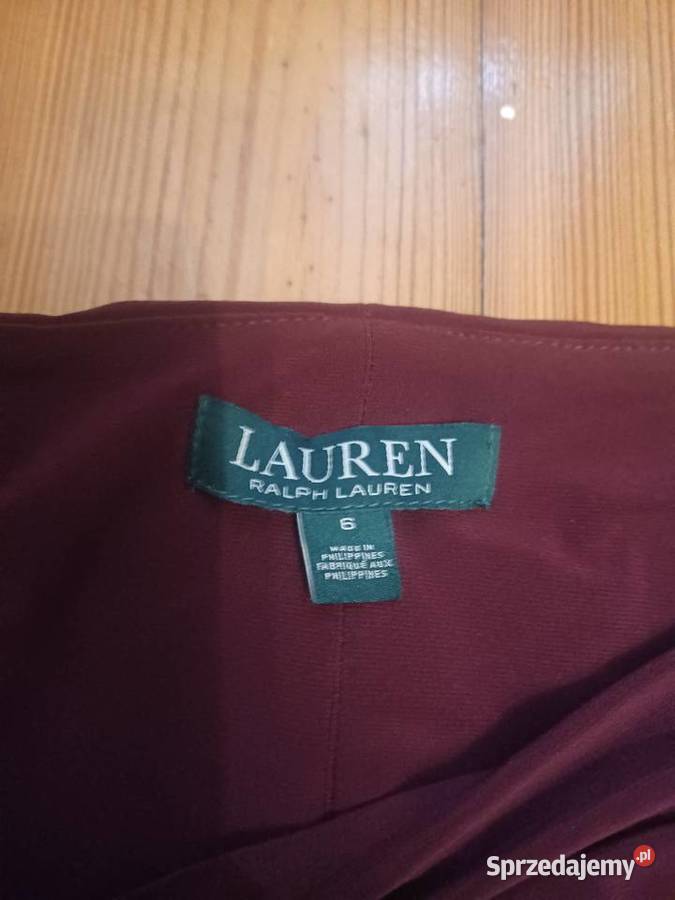 LAUREN
RALPH LAUREN
6
MADE IN
PHILIPPINES
FABRIQUÉ AUX
PHILIPPINES
Sprzedajemy.pl